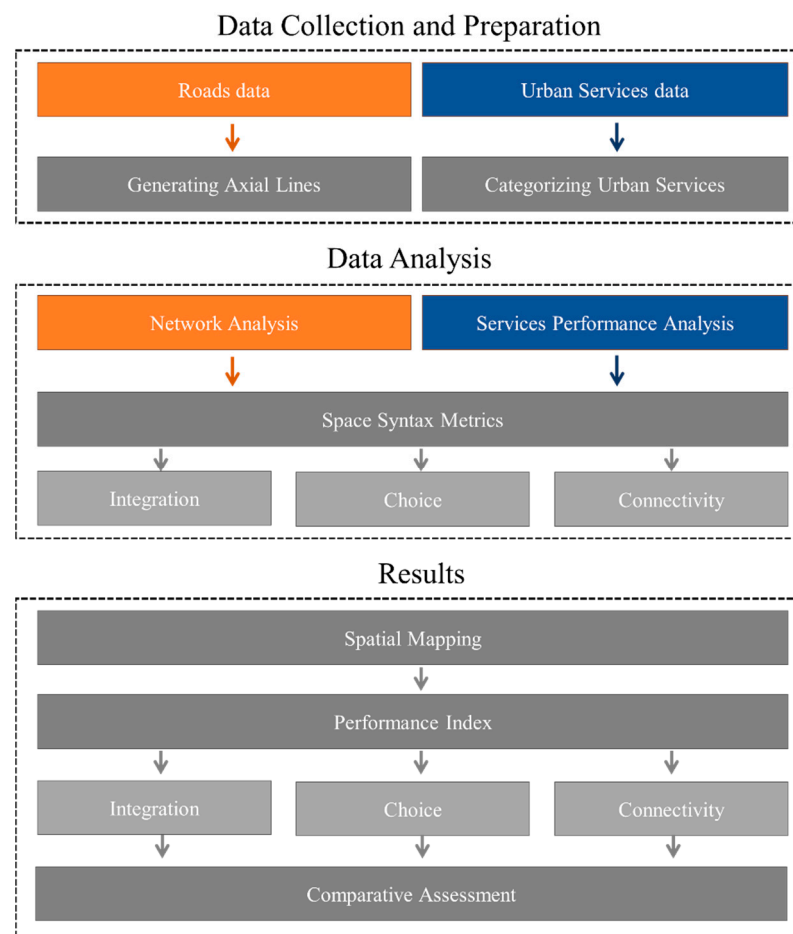 Data Collection and Preparation
Roads data
Urban Services data
Generating Axial Lines
Categorizing Urban Services
Data Analysis
Network Analysis
Services Performance Analysis
Space Syntax Metrics
Integration
Choice
Connectivity
Results
Spatial Mapping
Performance Index
Integration
Choice
Connectivity
Comparative Assessment